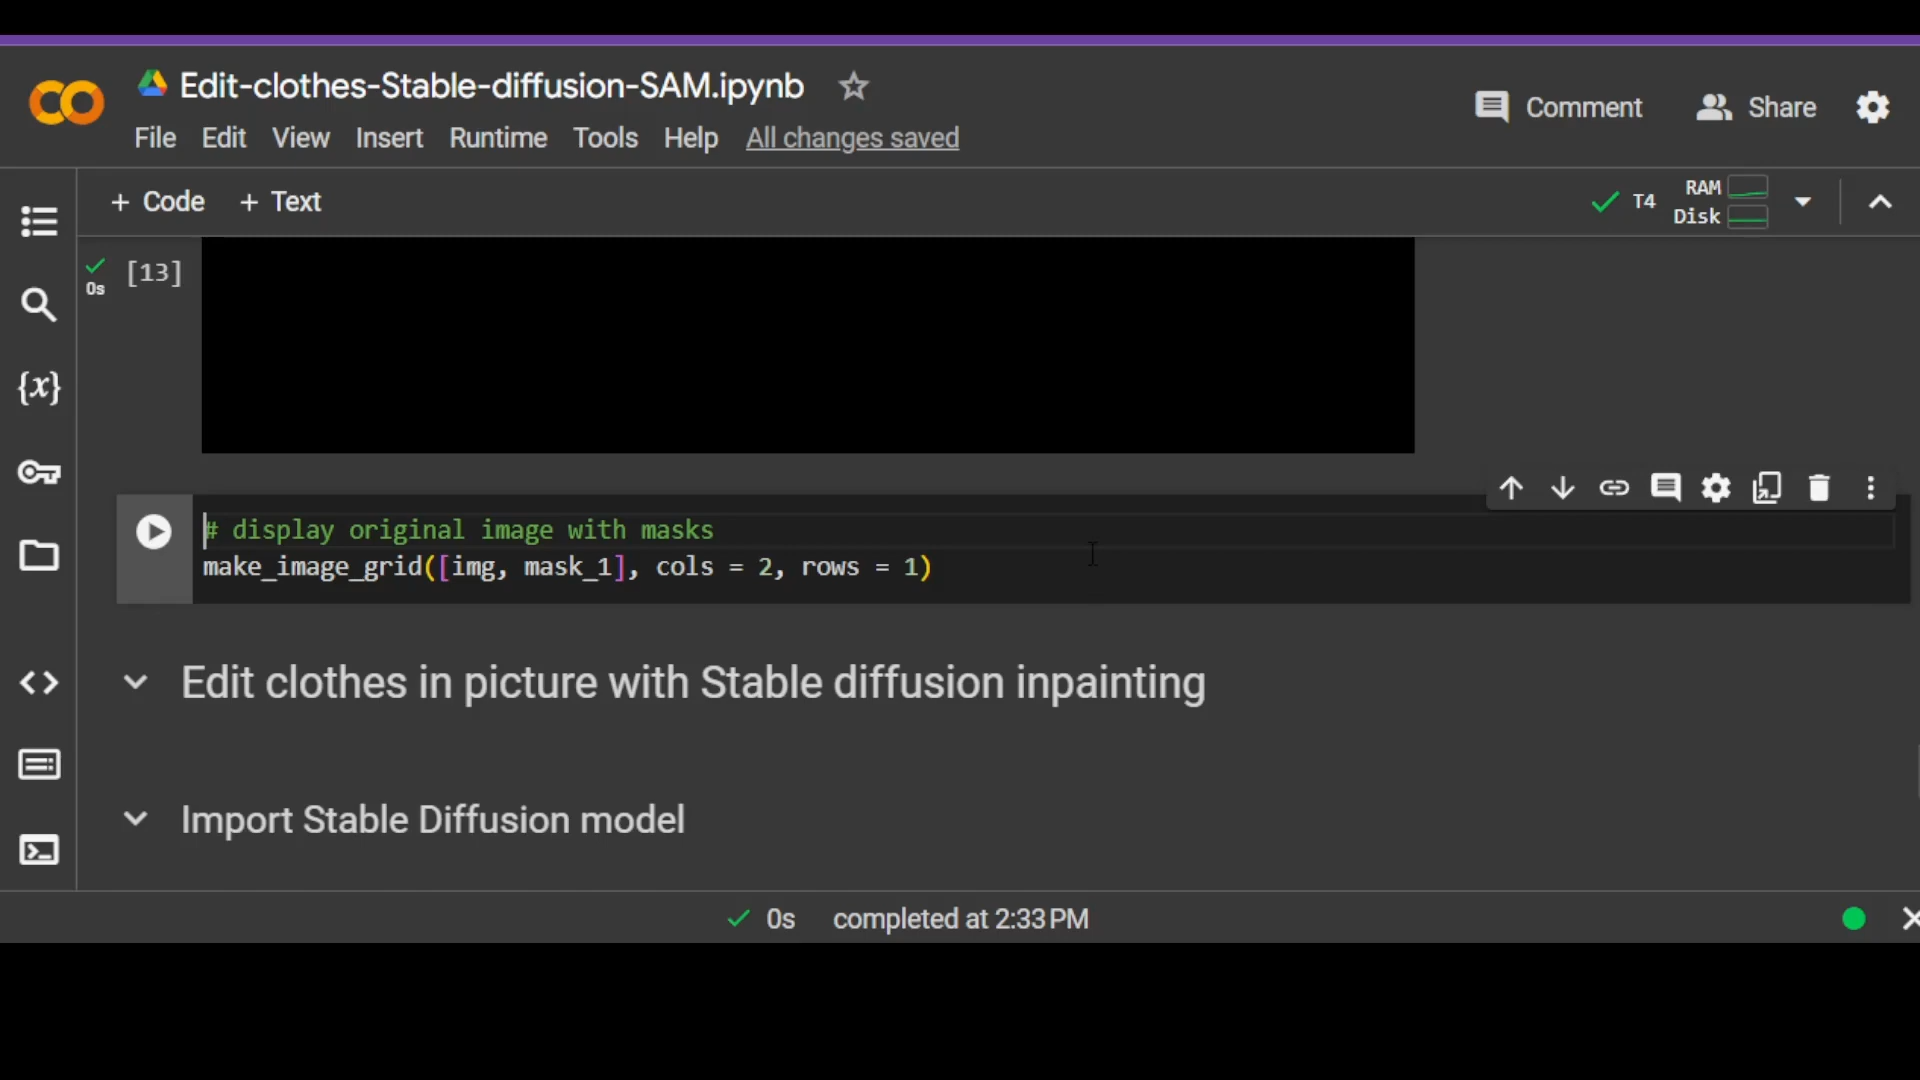 Edit-clothes-Stable-diffusion-SAM.ipynb
Comment
Share
File Edit View Insert Runtime Tools Help All changes saved
+ Code + Text
T4
RAM
Disk
{x}
0s
[13]
# display original image with masks
make_image_grid([img, mask_1], cols = 2, rows = 1)
Edit clothes in picture with Stable diffusion inpainting
Import Stable Diffusion model
0s completed at 2:33 PM